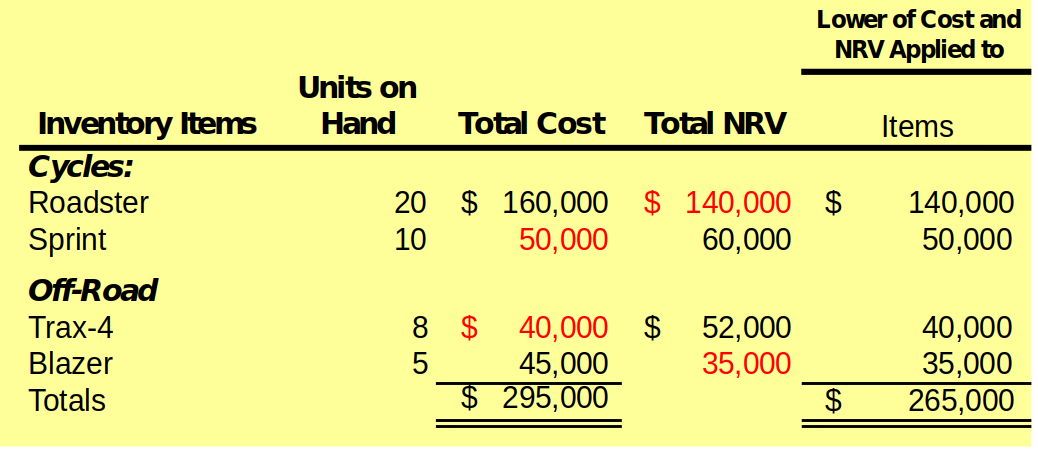 Lower of Cost and
NRV Applied to
Units on
Inventory Items Hand Total Cost Total NRV Items
Cycles:
Roadster 20 $ 160,000 $ 140,000 $ 140,000
Sprint 10 50,000 60,000 50,000
Off-Road
Trax-4 8 $ 40,000 $ 52,000 40,000
Blazer 5 45,000 35,000 35,000
Totals $ 295,000 $ 265,000